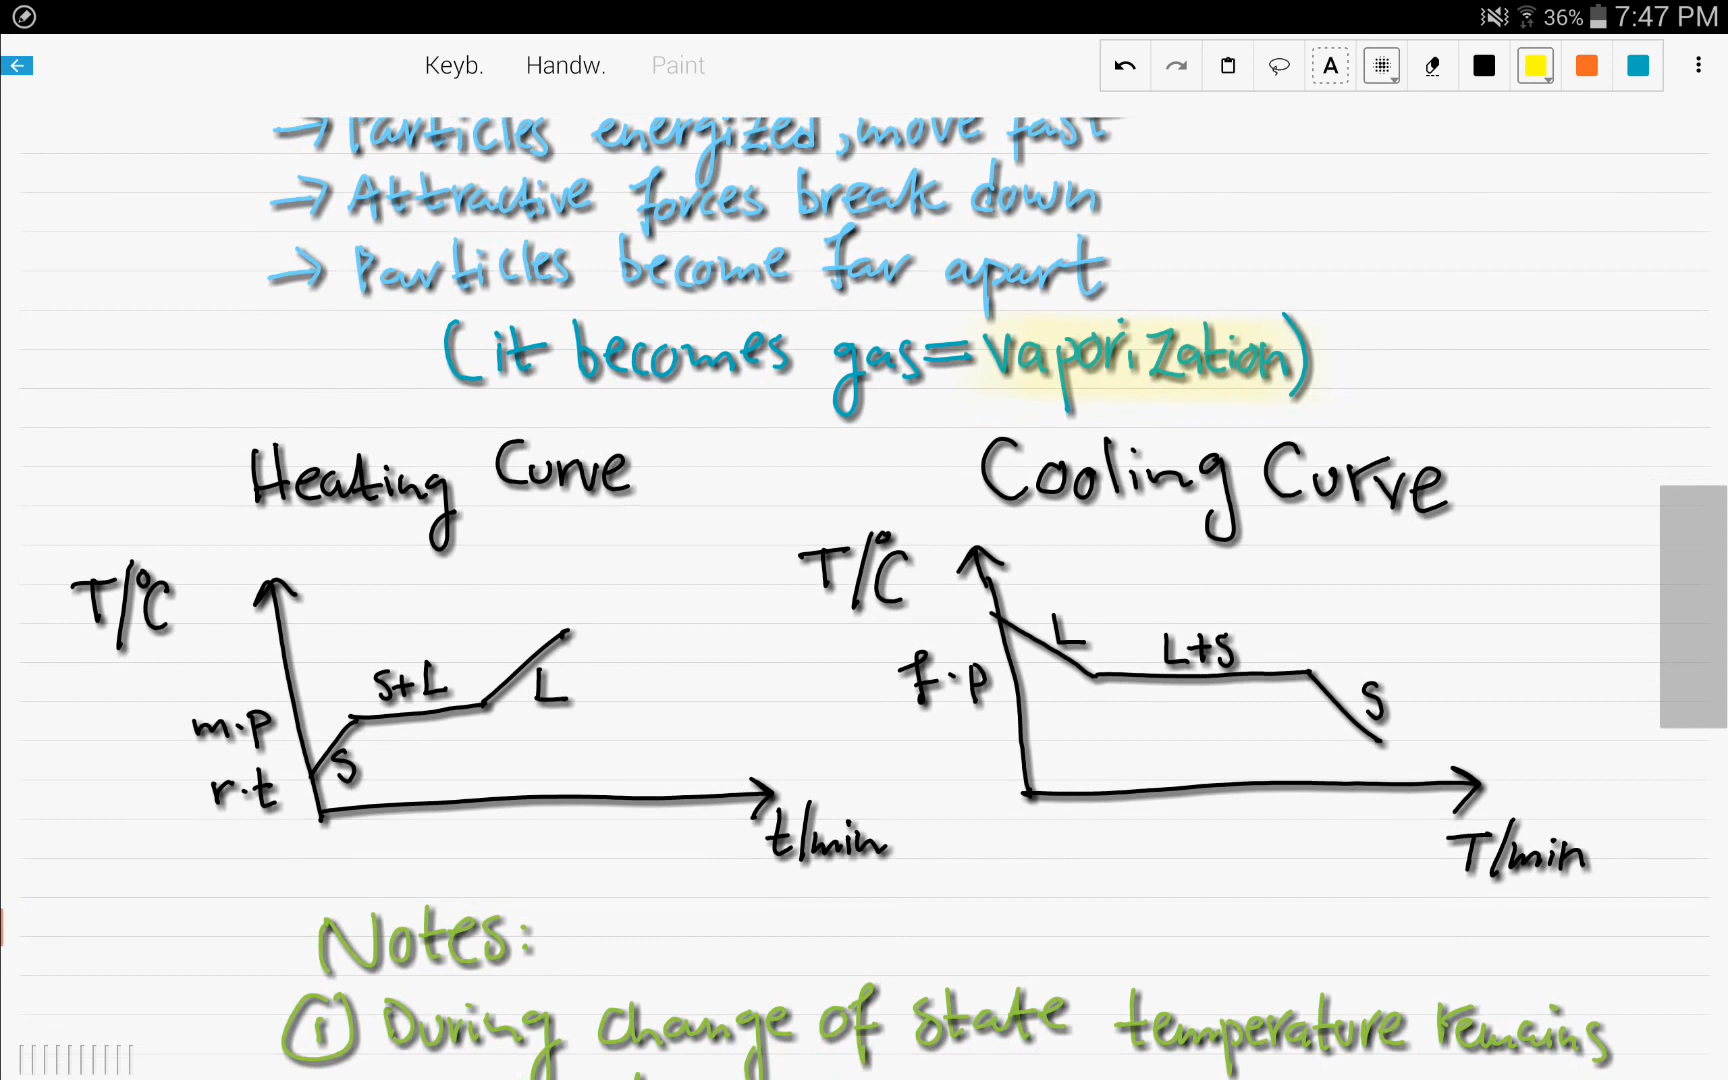 36% 7:47 PM
Keyb. Handw. Paint A
→ Particles energized, move fast
→ Attractive forces break down
→ Particles become far apart
(it becomes gas=vaporization)
Heating Curve
Cooling Curve
T/°C
m.p
r.t
S
S+L
L
t/min
T/°C
f.p
L
L+S
S
T/min
Notes:
① During change of state temperature remains